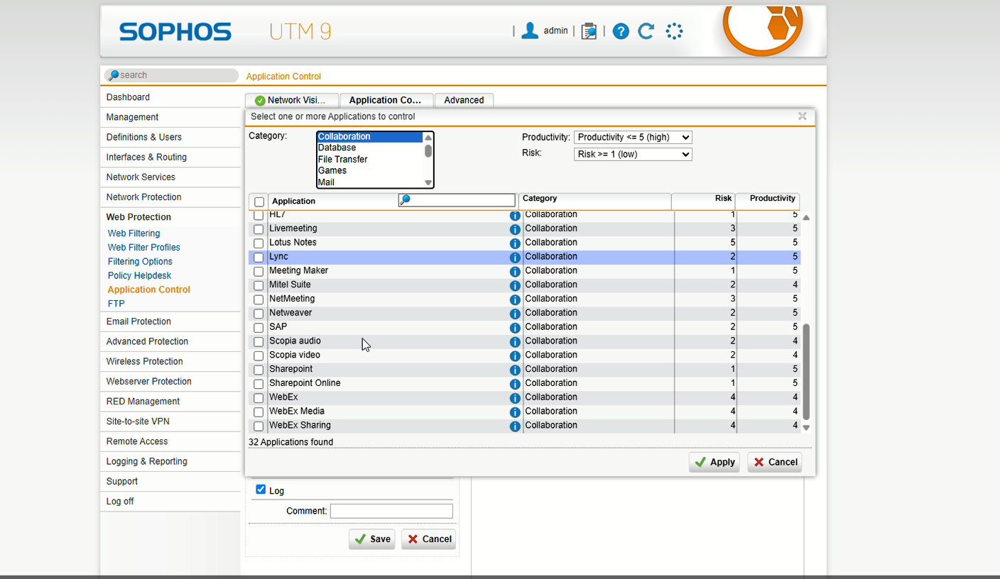 SOPHOS UTM 9
| admin | |
search
Application Control
Dashboard
Management
Definitions & Users
Interfaces & Routing
Network Services
Network Protection
Web Protection
Web Filtering
Web Filter Profiles
Filtering Options
Policy Helpdesk
Application Control
FTP
Email Protection
Advanced Protection
Wireless Protection
Webserver Protection
RED Management
Site-to-site VPN
Remote Access
Logging & Reporting
Support
Log off
Network Visi... Application Co... Advanced
Select one or more Applications to control
Category:
Collaboration
Database
File Transfer
Games
Mail
Productivity: Productivity <= 5 (high)
Risk: Risk >= 1 (low)
Application Category Risk Productivity
HL7 Collaboration 1 5
Livemeeting Collaboration 3 5
Lotus Notes Collaboration 5 5
Lync Collaboration 2 5
Meeting Maker Collaboration 1 5
Mitel Suite Collaboration 2 4
NetMeeting Collaboration 3 5
Netweaver Collaboration 2 5
SAP Collaboration 2 5
Scopia audio Collaboration 2 4
Scopia video Collaboration 2 4
Sharepoint Collaboration 1 5
Sharepoint Online Collaboration 1 5
WebEx Collaboration 4 4
WebEx Media Collaboration 4 4
WebEx Sharing Collaboration 4 4
32 Applications found
Apply Cancel
Log
Comment:
Save Cancel